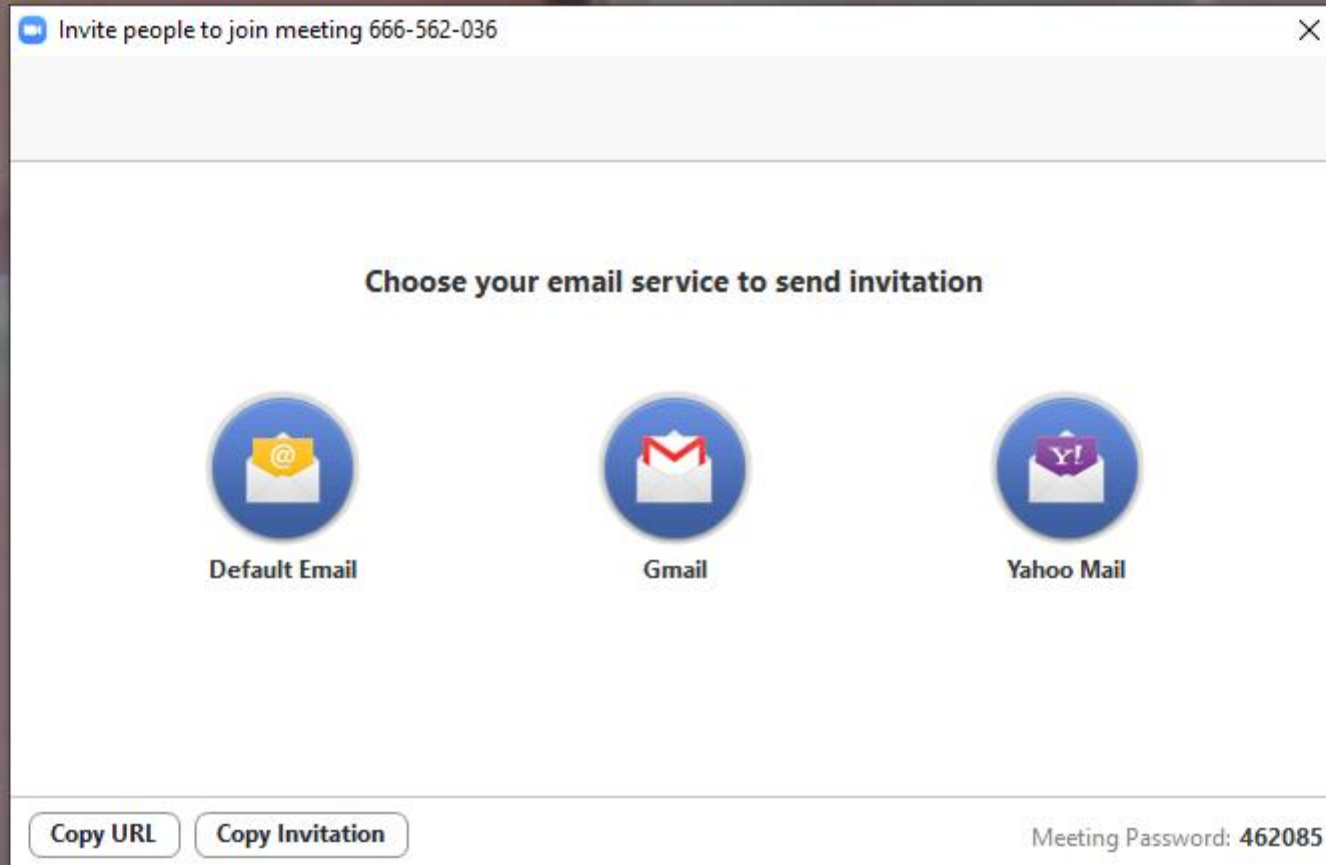 Invite people to join meeting 666-562-036
Choose your email service to send invitation
@
Y!
Default Email
Gmail
Yahoo Mail
Copy URL
Copy Invitation
Meeting Password: 462085